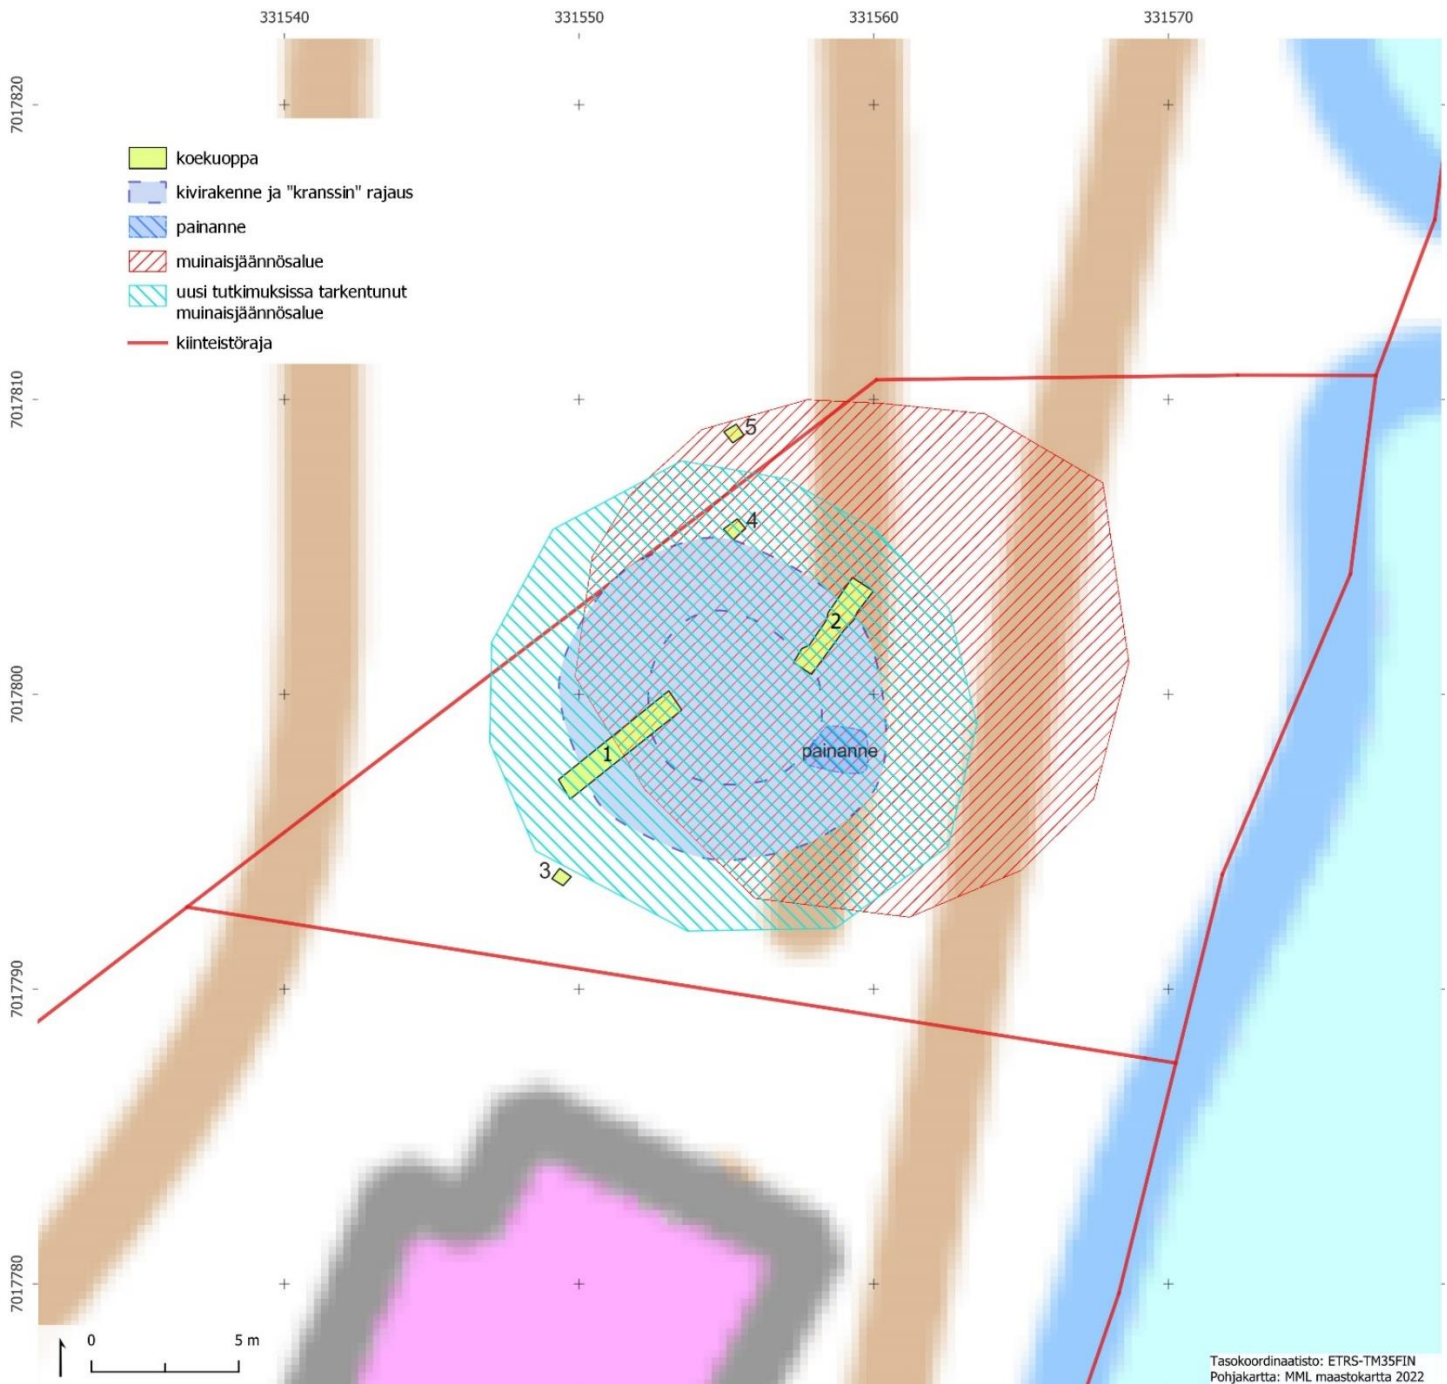 331540
331550
331560
331570
7017820
7017810
7017800
7017790
7017780
koekuoppa
kivirakenne ja "kranssin" rajaus
painanne
muinaisjäännösalue
uusi tutkimuksissa tarkentunut
muinaisjäännösalue
kiinteistöraja
5
4
2
1
painanne
3
0
5 m
Tasokoordinaatisto: ETRS-TM35FIN
Pohjakartta: MML maastokartta 2022